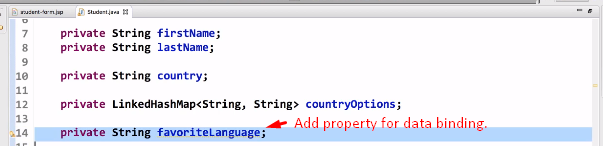 student-form.jsp
Student.java
7 private String firstName;
8 private String lastName;
9
10 private String country;
11
12 private LinkedHashMap<String, String> countryOptions;
13
14 private String favoriteLanguage; Add property for data binding.